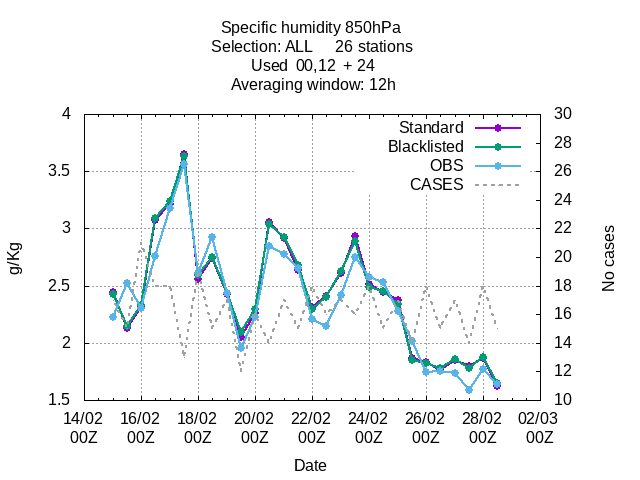 Specific humidity 850hPa
Selection: ALL 26 stations
Used 00,12 + 24
Averaging window: 12h
Standard
Blacklisted
OBS
CASES
4
3.5
3
2.5
2
1.5
g/Kg
30
28
26
24
22
20
18
16
14
12
10
No cases
14/02 16/02 18/02 20/02 22/02 24/02 26/02 28/02 02/03
00Z 00Z 00Z 00Z 00Z 00Z 00Z 00Z 00Z
Date